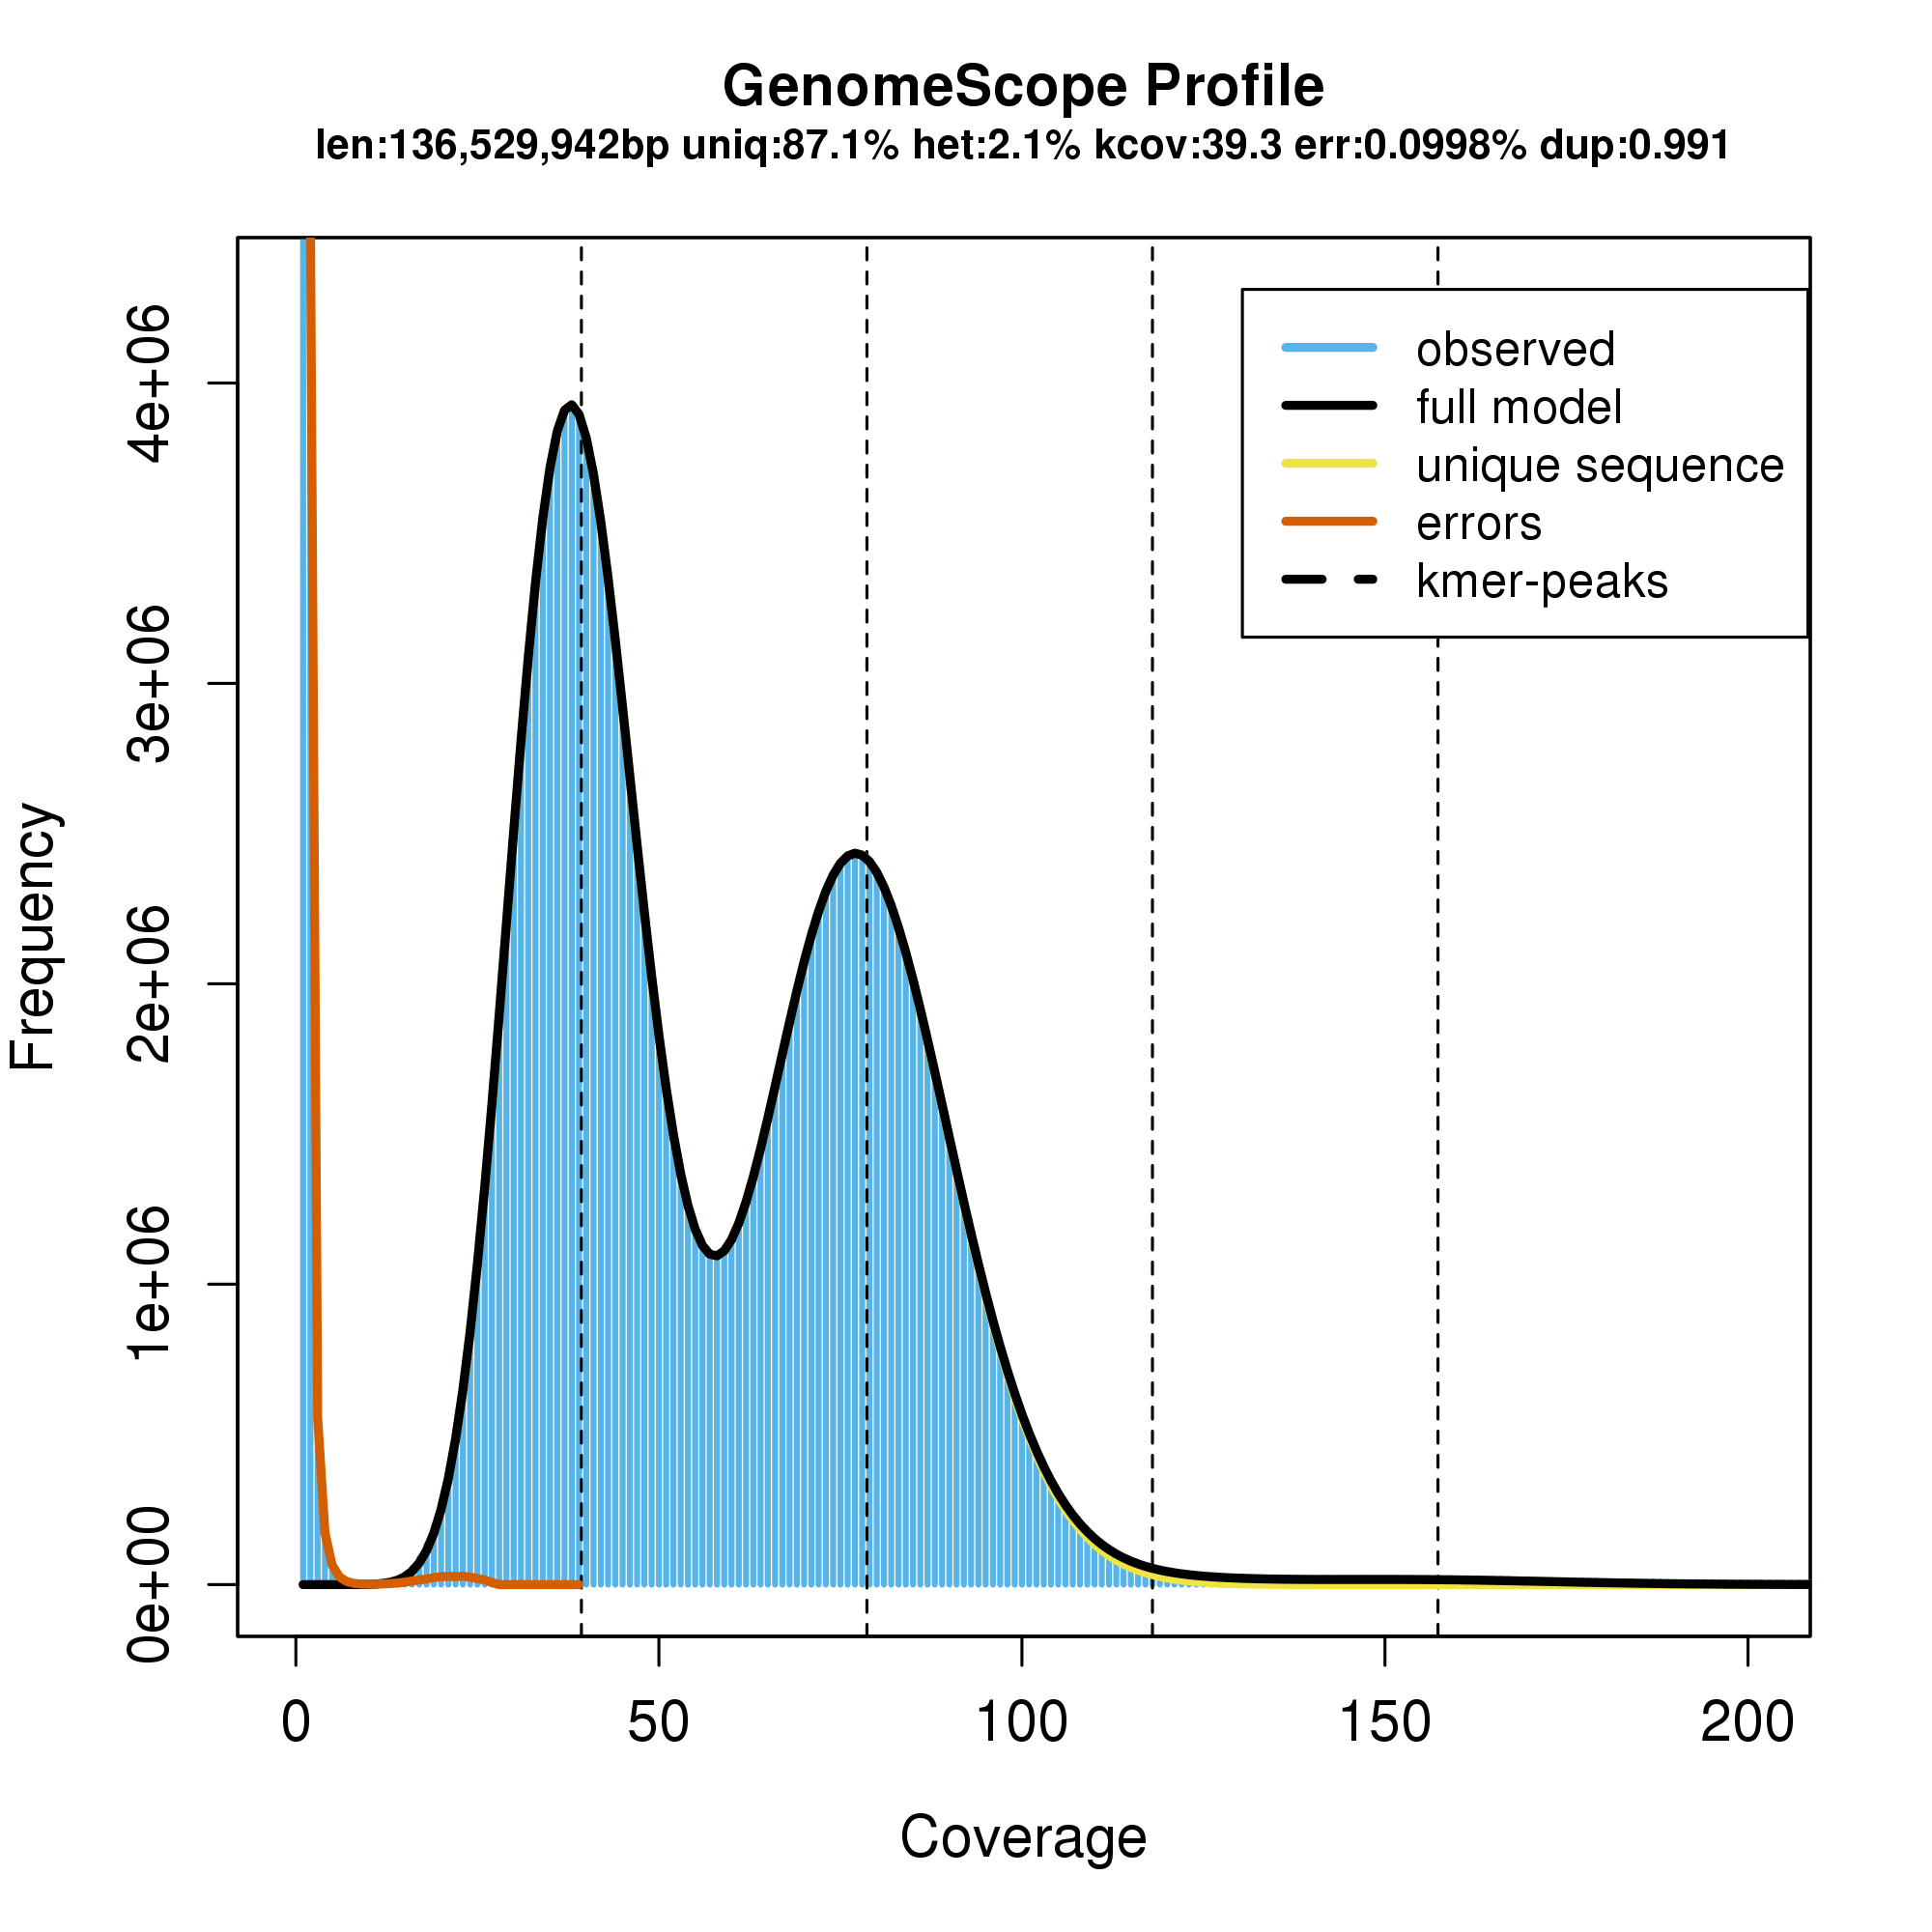 GenomeScope Profile
len:136,529,942bp uniq:87.1% het:2.1% kcov:39.3 err:0.0998% dup:0.991
observed
full model
unique sequence
errors
kmer-peaks
Frequency
4e+06
3e+06
2e+06
1e+06
0e+00
0 50 100 150 200
Coverage